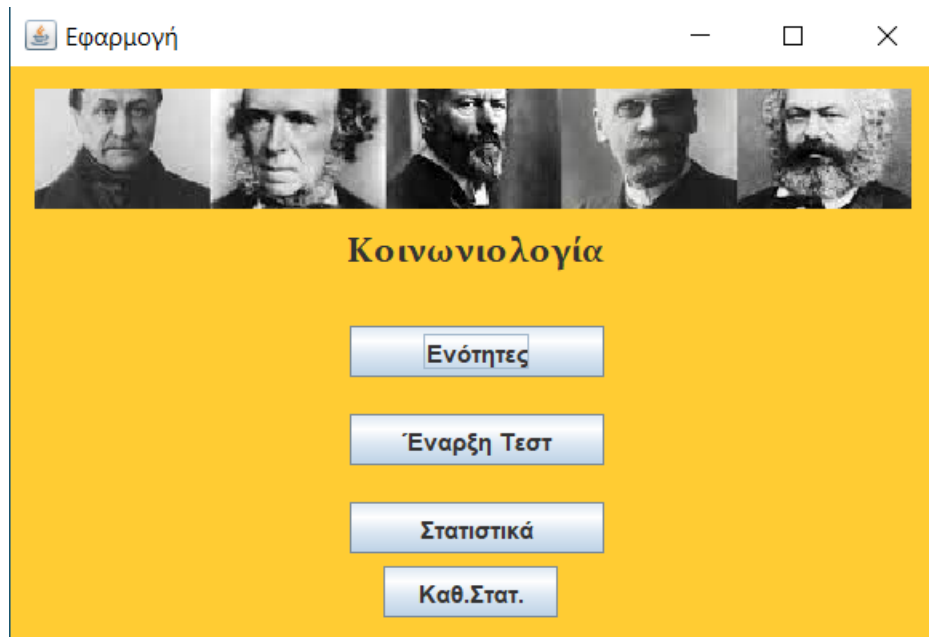 Εφαρμογή
Κοινωνιολογία
Ενότητες
Έναρξη Τεστ
Στατιστικά
Καθ.Στατ.